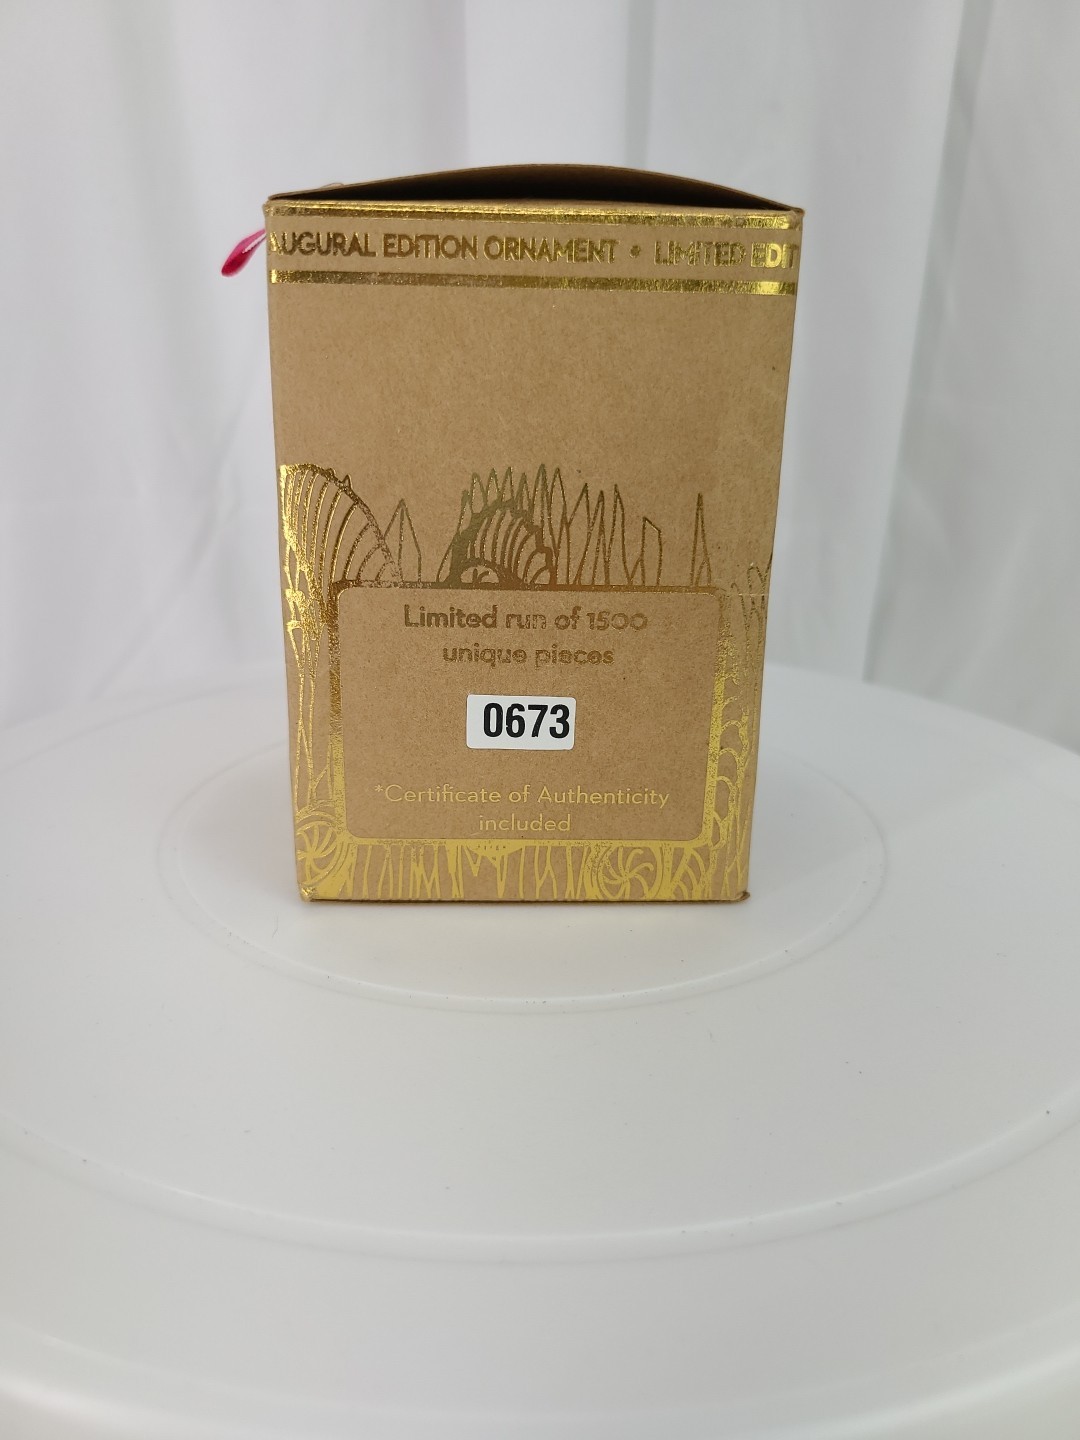 AUGURAL EDITION ORNAMENT • LIMITED EDIT
Limited run of 1500
unique pieces
0673
*Certificate of Authenticity
included